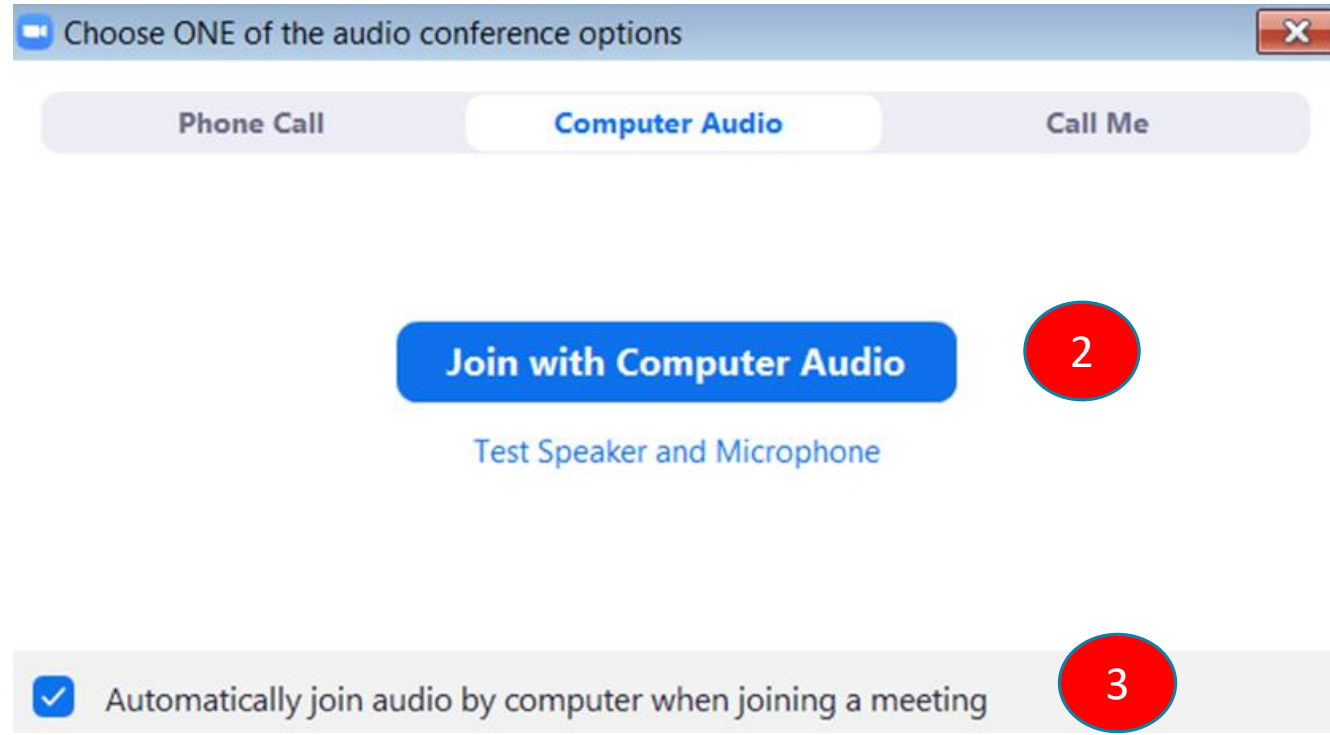 Choose ONE of the audio conference options
Phone Call Computer Audio Call Me
Join with Computer Audio
2
Test Speaker and Microphone
Automatically join audio by computer when joining a meeting
3